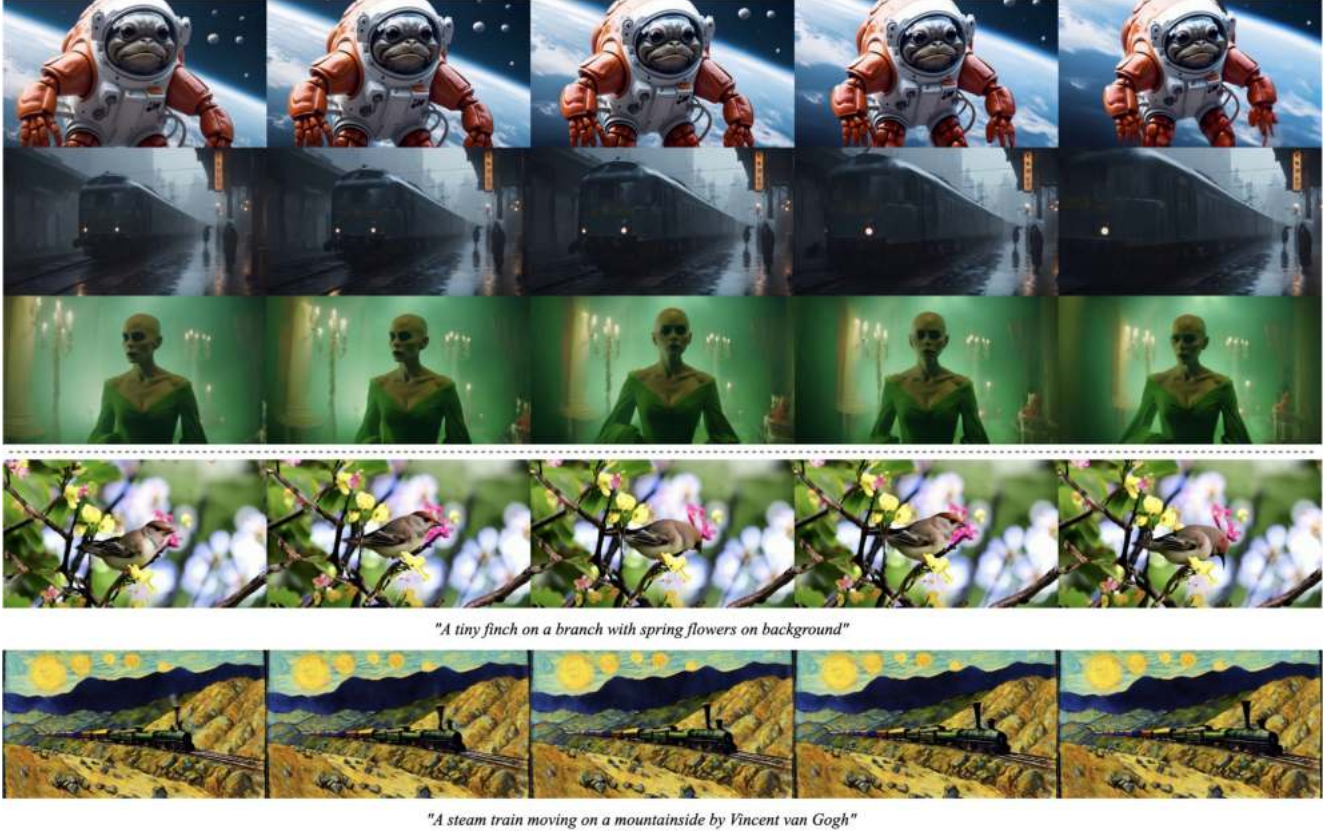 "A tiny finch on a branch with spring flowers on background"
"A steam train moving on a mountainside by Vincent van Gogh"